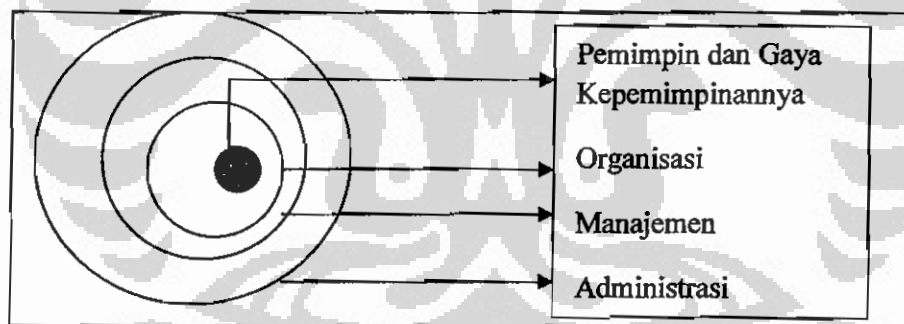 Pemimpin dan Gaya
Kepemimpinannya
Organisasi
Manajemen
Administrasi